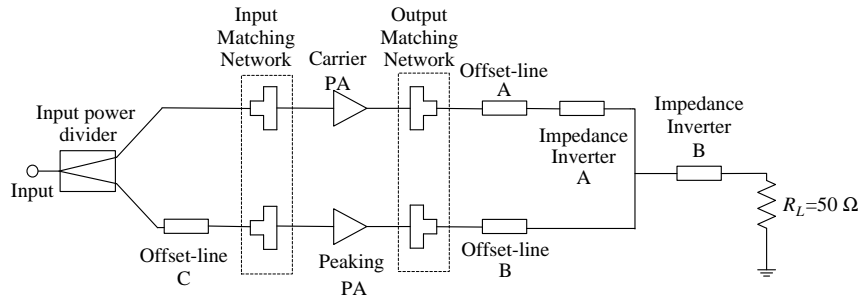 Input
Matching
Network
Output
Matching
Network
Carrier
PA
Offset-line
A
Input power
divider
Impedance
Inverter
A
Impedance
Inverter
B
Input
R_L=50 Ω
Offset-line
C
Peaking
PA
Offset-line
B